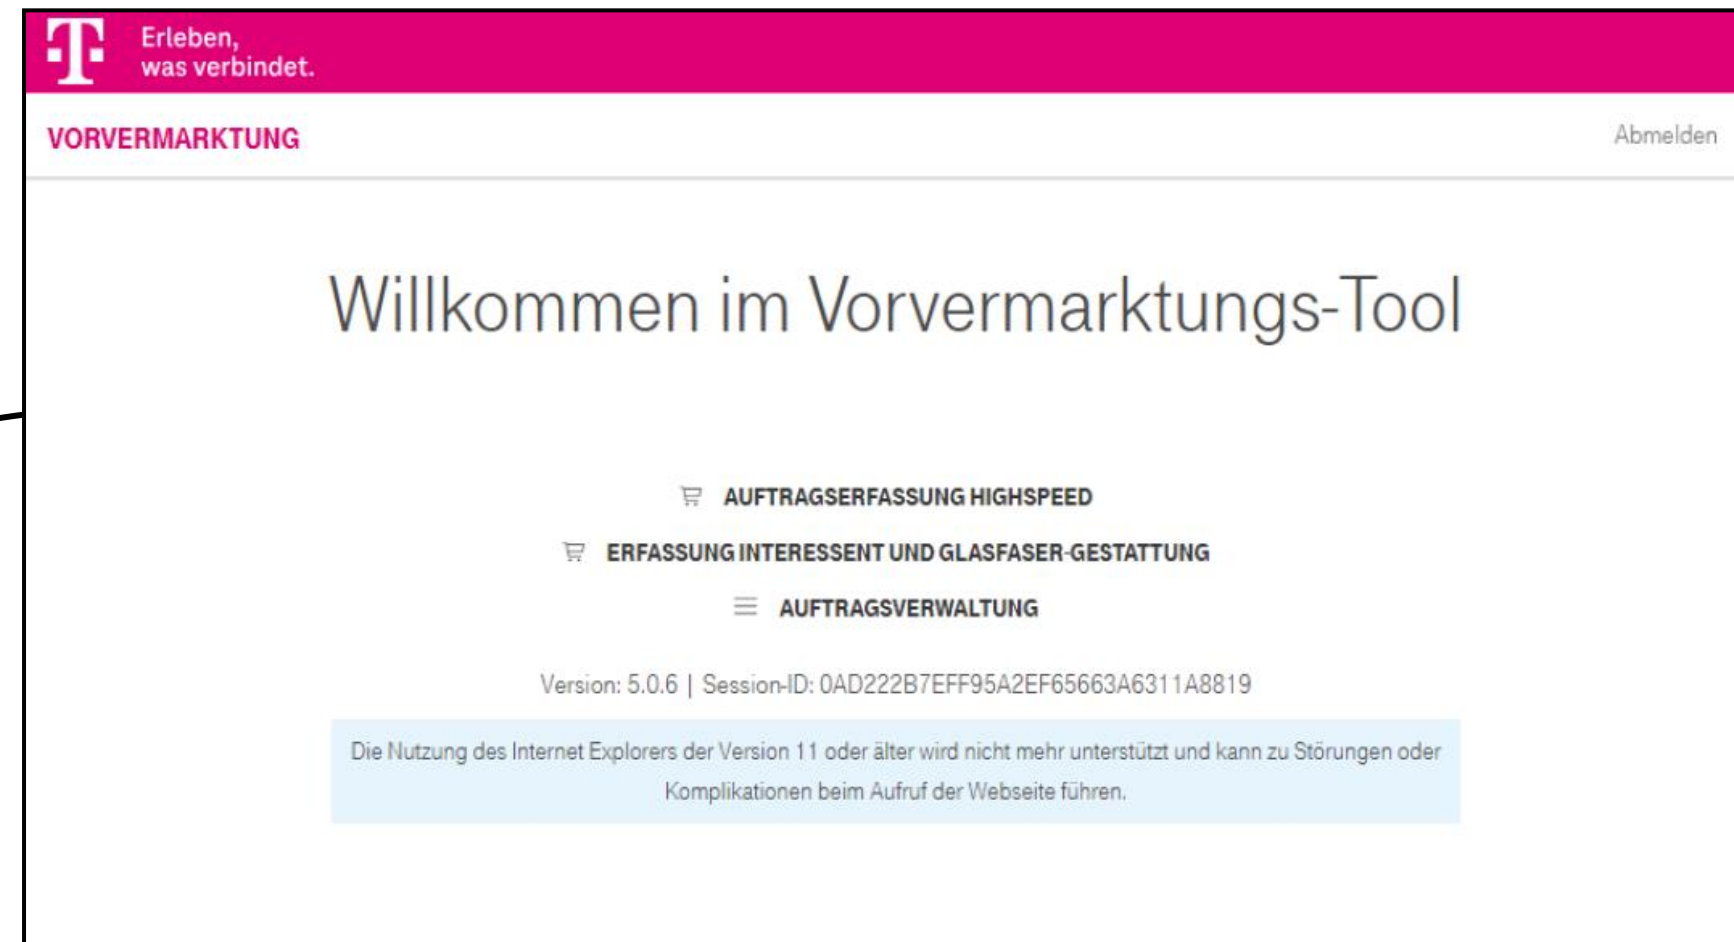 T Erleben,
was verbindet.
VORVERMARKTUNG
Abmelden
Willkommen im Vorvermarktungs-Tool
AUFTRAGSERFASSUNG HIGHSPEED
ERFASSUNG INTERESSENT UND GLASFASER-GESTATTUNG
AUFTRAGSVERWALTUNG
Version: 5.0.6 | Session-ID: 0AD222B7EFF95A2EF65663A6311A8819
Die Nutzung des Internet Explorers der Version 11 oder älter wird nicht mehr unterstützt und kann zu Störungen oder
Komplikationen beim Aufruf der Webseite führen.